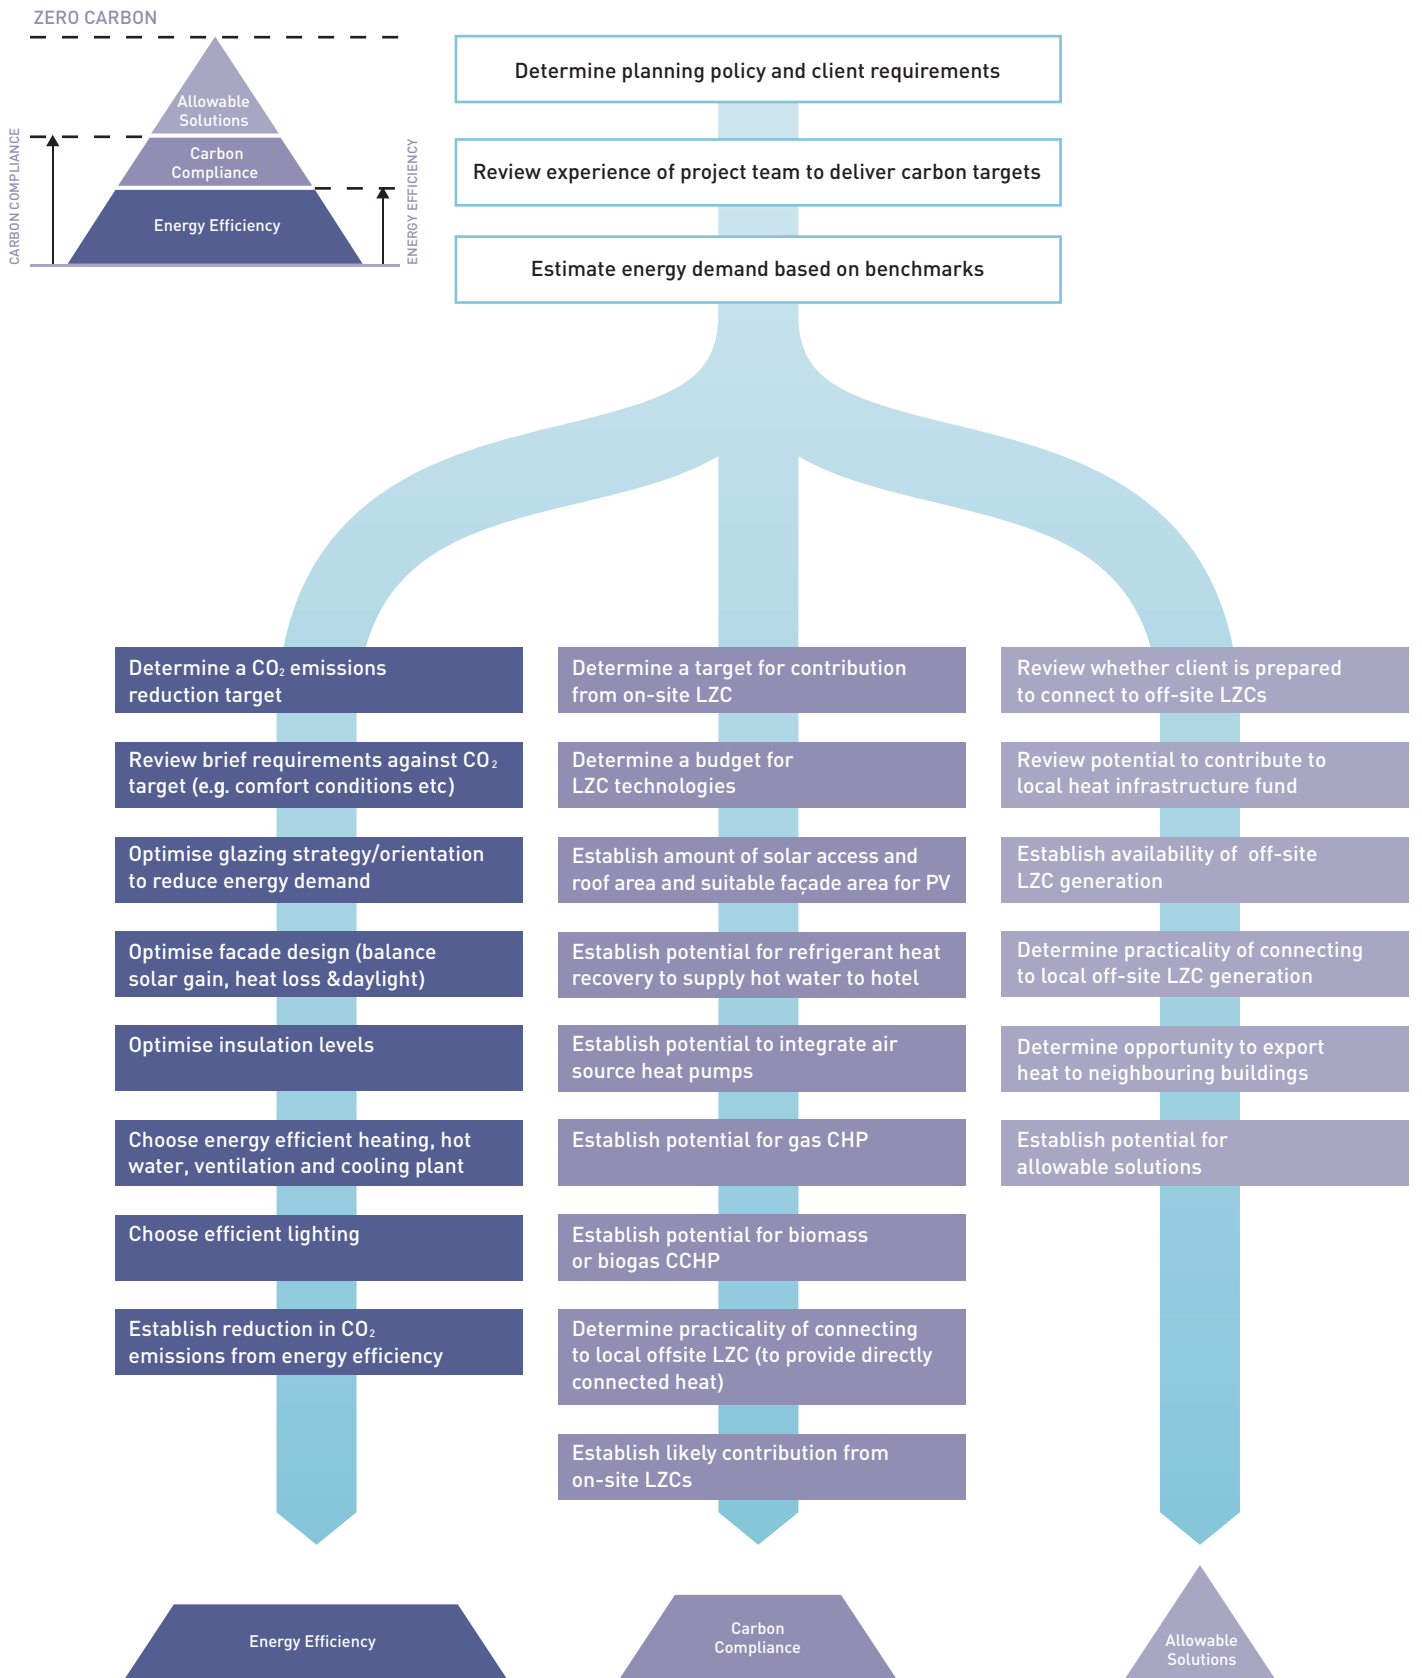 ZERO CARBON
Allowable
Solutions
Carbon
Compliance
Energy Efficiency
CARBON COMPLIANCE
ENERGY EFFICIENCY
Determine planning policy and client requirements
Review experience of project team to deliver carbon targets
Estimate energy demand based on benchmarks
Determine a CO₂ emissions
reduction target
Review brief requirements against CO₂
target (e.g. comfort conditions etc)
Optimise glazing strategy/orientation
to reduce energy demand
Optimise facade design (balance
solar gain, heat loss &daylight)
Optimise insulation levels
Choose energy efficient heating, hot
water, ventilation and cooling plant
Choose efficient lighting
Establish reduction in CO₂
emissions from energy efficiency
Energy Efficiency
Determine a target for contribution
from on-site LZC
Determine a budget for
LZC technologies
Establish amount of solar access and
roof area and suitable façade area for PV
Establish potential for refrigerant heat
recovery to supply hot water to hotel
Establish potential to integrate air
source heat pumps
Establish potential for gas CHP
Establish potential for biomass
or biogas CCHP
Determine practicality of connecting
to local offsite LZC (to provide directly
connected heat)
Establish likely contribution from
on-site LZCs
Carbon
Compliance
Review whether client is prepared
to connect to off-site LZCs
Review potential to contribute to
local heat infrastructure fund
Establish availability of off-site
LZC generation
Determine practicality of connecting
to local off-site LZC generation
Determine opportunity to export
heat to neighbouring buildings
Establish potential for
allowable solutions
Allowable
Solutions